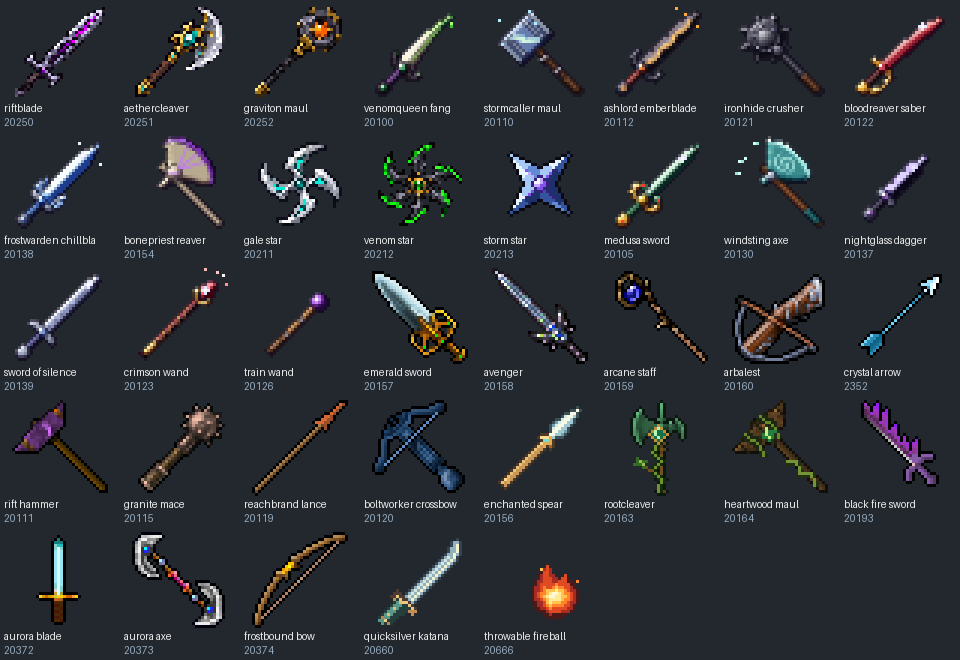 riftblade aethercleaver graviton maul venomqueen fang stormcaller maul ashlord emberblade ironhide crusher bloodreaver saber
20250 20251 20252 20100 20110 20112 20121 20122
frostwarden chillbla bonepriest reaver gale star venom star storm star medusa sword windsting axe nightglass dagger
20138 20154 20211 20212 20213 20105 20130 20137
sword of silence crimson wand train wand emerald sword avenger arcane staff arbalest crystal arrow
20139 20123 20126 20157 20158 20159 20160 2352
rift hammer granite mace reachbrand lance boltworker crossbow enchanted spear rootcleaver heartwood maul black fire sword
20111 20115 20119 20120 20156 20163 20164 20193
aurora blade aurora axe frostbound bow quicksilver katana throwable fireball
20372 20373 20374 20660 20666